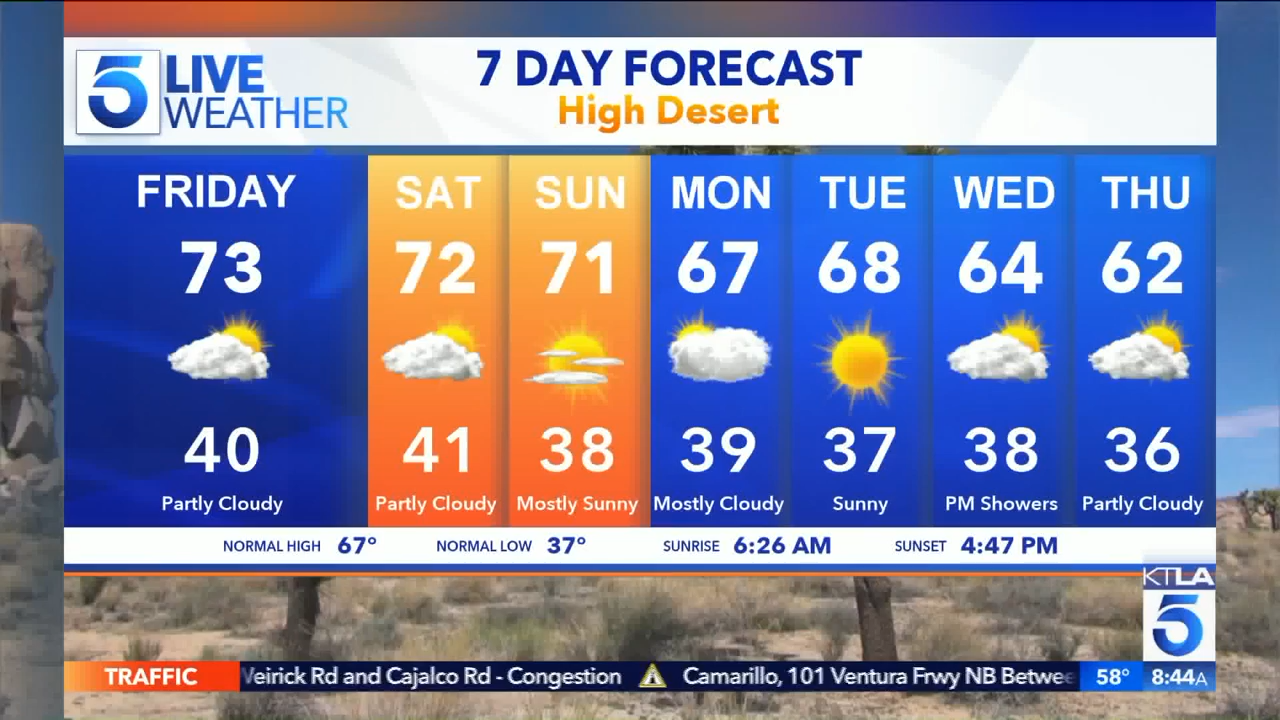 5 LIVE
WEATHER
7 DAY FORECAST
High Desert
FRIDAY SAT SUN MON TUE WED THU
73 72 71 67 68 64 62
40 41 38 39 37 38 36
Partly Cloudy Partly Cloudy Mostly Sunny Mostly Cloudy Sunny PM Showers Partly Cloudy
NORMAL HIGH 67° NORMAL LOW 37° SUNRISE 6:26 AM SUNSET 4:47 PM
KTLA
5
TRAFFIC Veirick Rd and Cajalco Rd - Congestion Camarillo, 101 Ventura Frwy NB Betwee 58° 8:44A